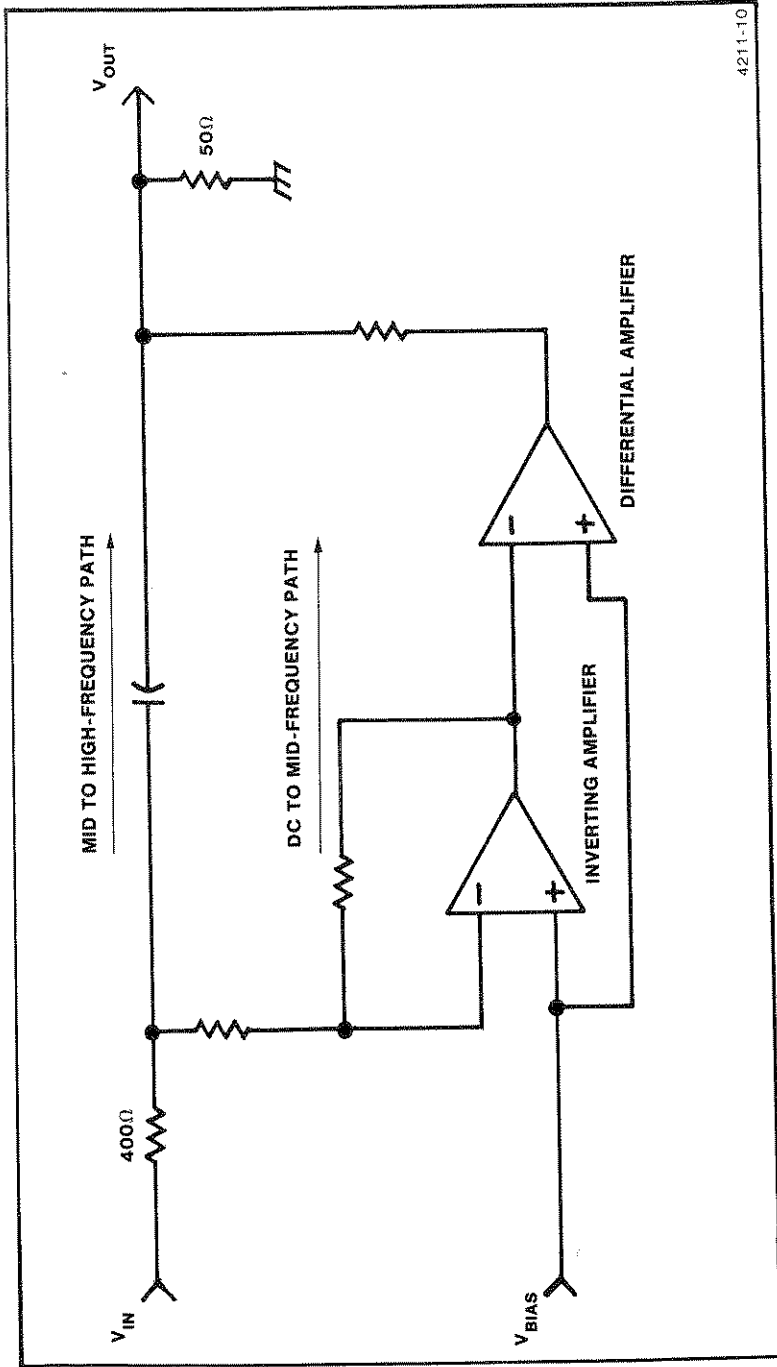 V_OUT
50Ω
MID TO HIGH-FREQUENCY PATH
DC TO MID-FREQUENCY PATH
400Ω
V_IN
−
+
INVERTING AMPLIFIER
−
+
DIFFERENTIAL AMPLIFIER
V_BIAS
4211-10